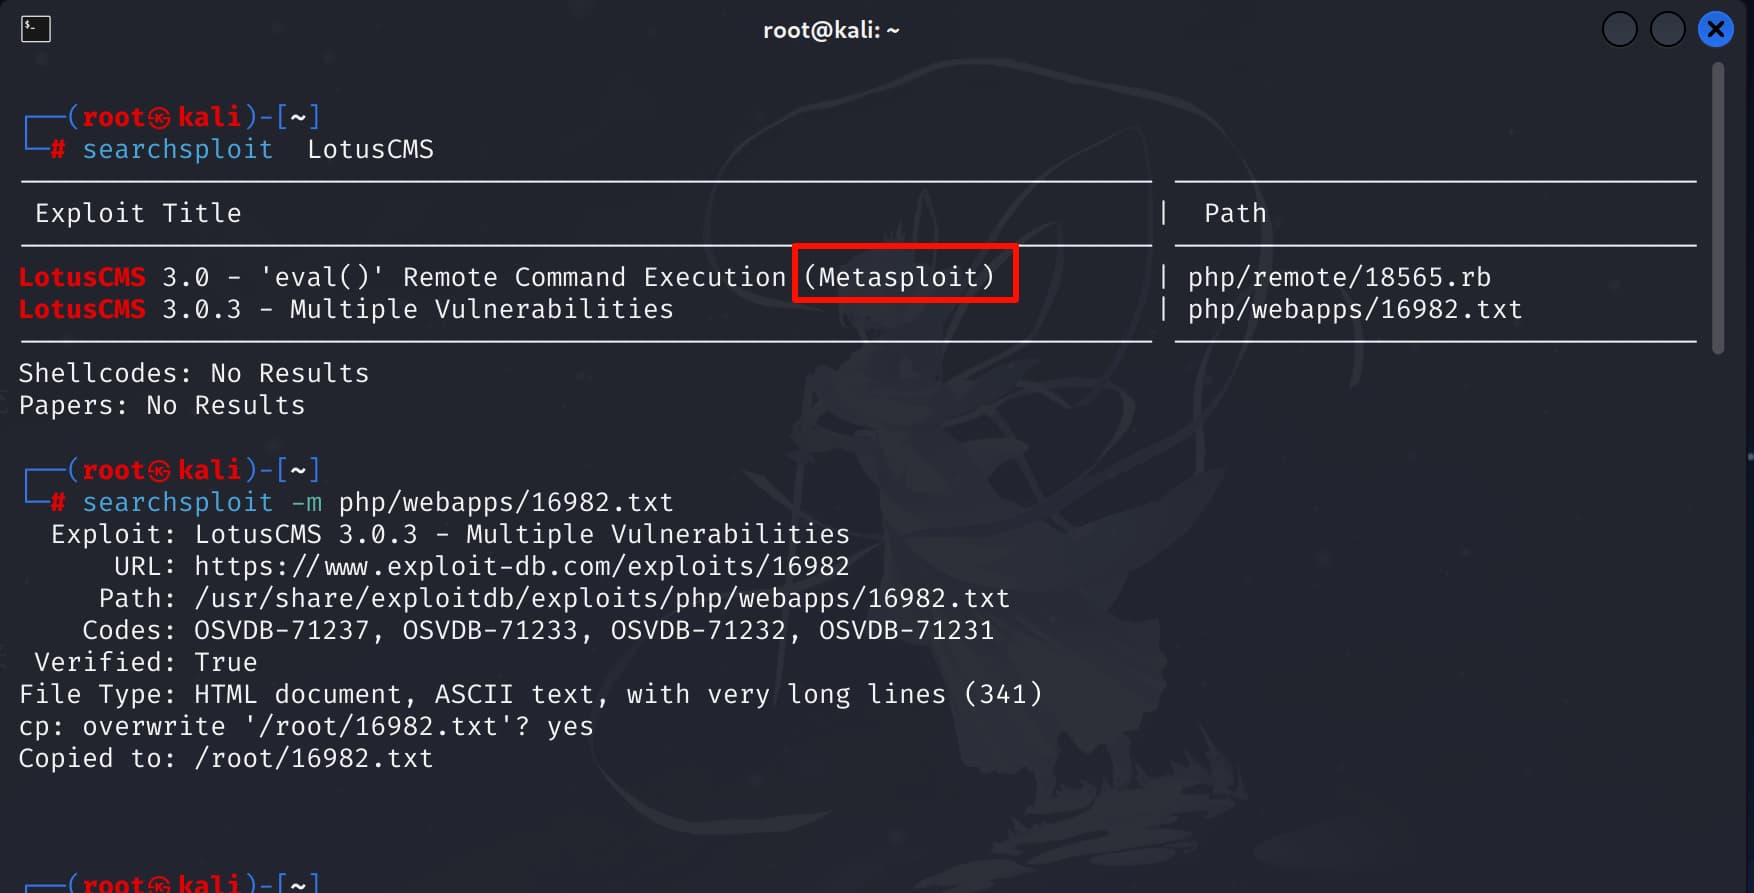 root@kali: ~
(root㉿kali)-[~]
# searchsploit  LotusCMS
Exploit Title | Path
LotusCMS 3.0 - 'eval()' Remote Command Execution (Metasploit) | php/remote/18565.rb
LotusCMS 3.0.3 - Multiple Vulnerabilities | php/webapps/16982.txt
Shellcodes: No Results
Papers: No Results
(root㉿kali)-[~]
# searchsploit -m php/webapps/16982.txt
Exploit: LotusCMS 3.0.3 - Multiple Vulnerabilities
URL: https://www.exploit-db.com/exploits/16982
Path: /usr/share/exploitdb/exploits/php/webapps/16982.txt
Codes: OSVDB-71237, OSVDB-71233, OSVDB-71232, OSVDB-71231
Verified: True
File Type: HTML document, ASCII text, with very long lines (341)
cp: overwrite '/root/16982.txt'? yes
Copied to: /root/16982.txt
(root㉿kali)-[~]